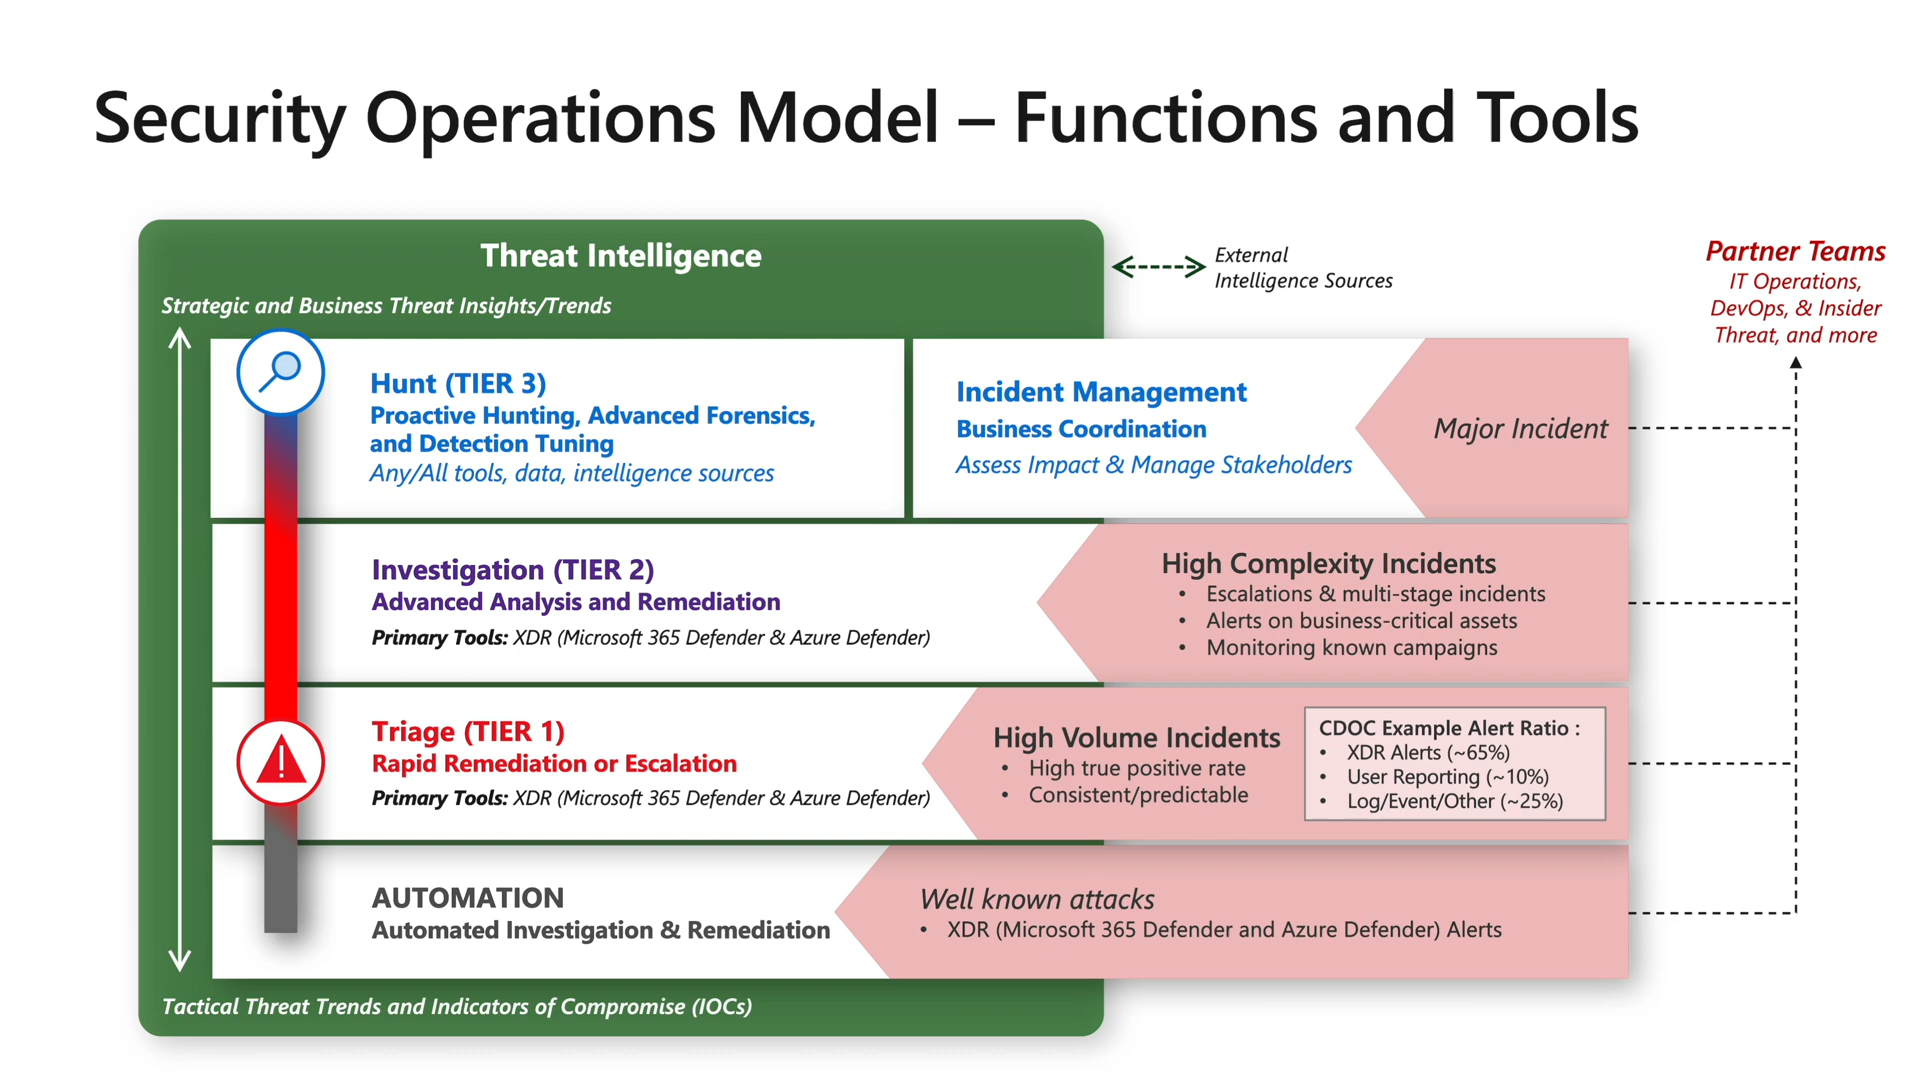 Security Operations Model – Functions and Tools
Threat Intelligence
Strategic and Business Threat Insights/Trends
External
Intelligence Sources
Partner Teams
IT Operations,
DevOps, & Insider
Threat, and more
Hunt (TIER 3)
Proactive Hunting, Advanced Forensics,
and Detection Tuning
Any/All tools, data, intelligence sources
Incident Management
Business Coordination
Assess Impact & Manage Stakeholders
Major Incident
Investigation (TIER 2)
Advanced Analysis and Remediation
Primary Tools: XDR (Microsoft 365 Defender & Azure Defender)
High Complexity Incidents
• Escalations & multi-stage incidents
• Alerts on business-critical assets
• Monitoring known campaigns
Triage (TIER 1)
Rapid Remediation or Escalation
Primary Tools: XDR (Microsoft 365 Defender & Azure Defender)
High Volume Incidents
• High true positive rate
• Consistent/predictable
CDOC Example Alert Ratio :
• XDR Alerts (~65%)
• User Reporting (~10%)
• Log/Event/Other (~25%)
AUTOMATION
Automated Investigation & Remediation
Well known attacks
• XDR (Microsoft 365 Defender and Azure Defender) Alerts
Tactical Threat Trends and Indicators of Compromise (IOCs)